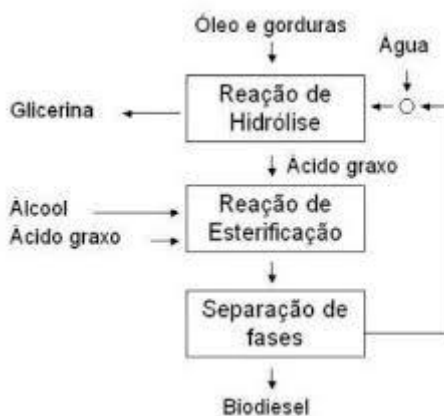 Óleo e gorduras
Água
Reação de
Hidrólise
Glicerina
Ácido graxo
Álcool
Ácido graxo
Reação de
Esterificação
Separação de
fases
Biodiesel